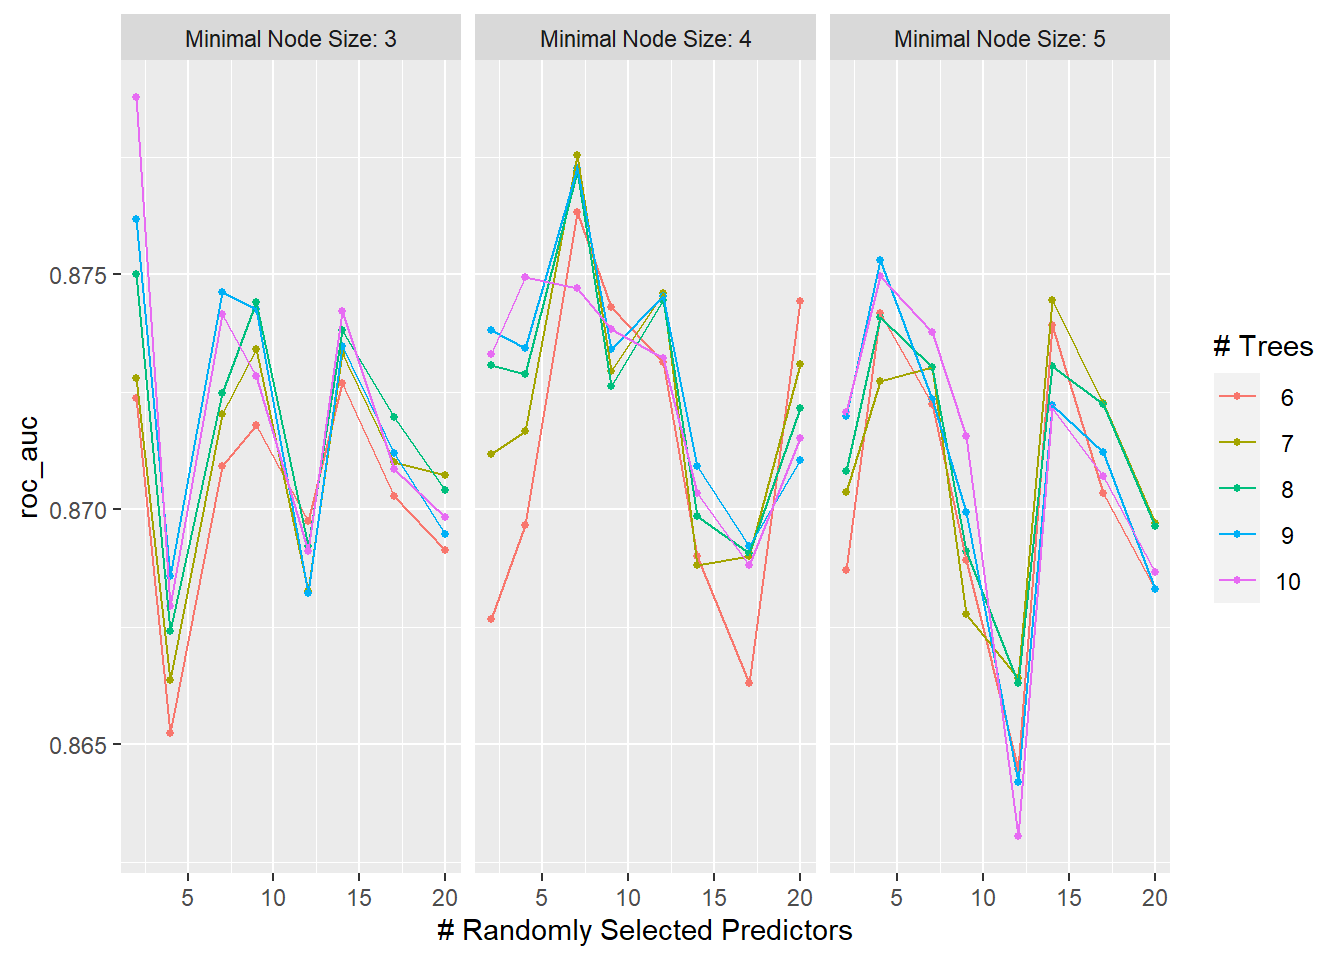 Minimal Node Size: 3
Minimal Node Size: 4
Minimal Node Size: 5
0.875
0.870
0.865
roc_auc
5 10 15 20
5 10 15 20
5 10 15 20
# Randomly Selected Predictors
# Trees
6
7
8
9
10